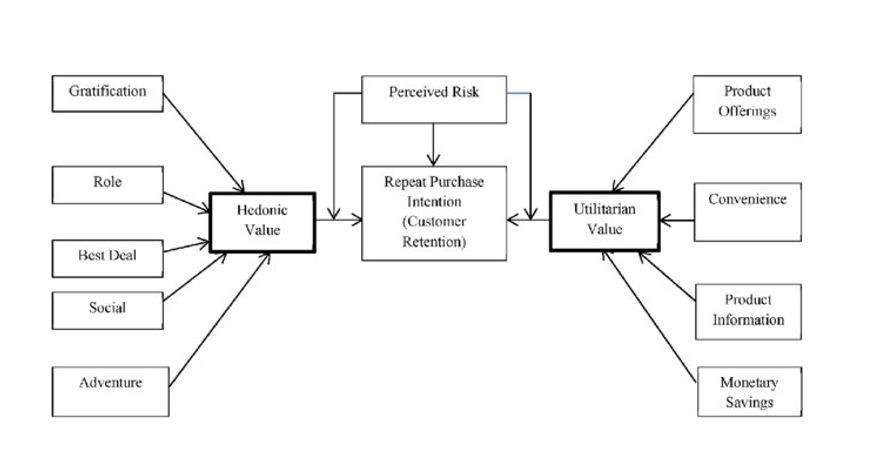 Gratification
Perceived Risk
Product
Offerings
Role
Repeat Purchase
Intention
(Customer
Retention)
Convenience
Hedonic
Value
Utilitarian
Value
Best Deal
Social
Product
Information
Adventure
Monetary
Savings